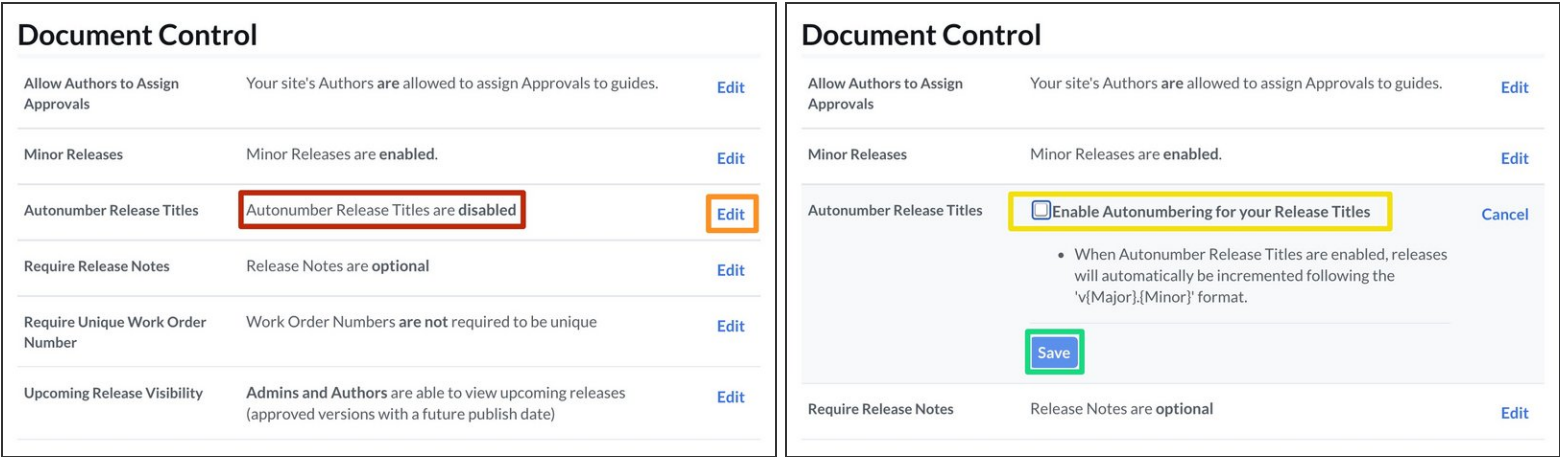 Document Control
Allow Authors to Assign
Approvals
Your site's Authors are allowed to assign Approvals to guides.
Edit
Minor Releases
Minor Releases are enabled.
Edit
Autonumber Release Titles
Autonumber Release Titles are disabled
Edit
Require Release Notes
Release Notes are optional
Edit
Require Unique Work Order
Number
Work Order Numbers are not required to be unique
Edit
Upcoming Release Visibility
Admins and Authors are able to view upcoming releases
(approved versions with a future publish date)
Edit
Document Control
Allow Authors to Assign
Approvals
Your site's Authors are allowed to assign Approvals to guides.
Edit
Minor Releases
Minor Releases are enabled.
Edit
Autonumber Release Titles
Enable Autonumbering for your Release Titles
Cancel
• When Autonumber Release Titles are enabled, releases
will automatically be incremented following the
'v{Major}.{Minor}' format.
Save
Require Release Notes
Release Notes are optional
Edit